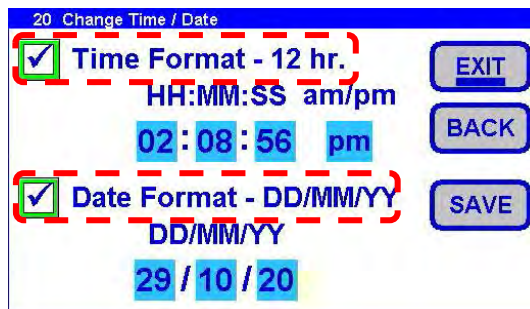 20 Change Time / Date
Time Format - 12 hr.
EXIT
HH:MM:SS am/pm
02 : 08 : 56 pm
BACK
Date Format - DD/MM/YY
SAVE
DD/MM/YY
29 / 10 / 20